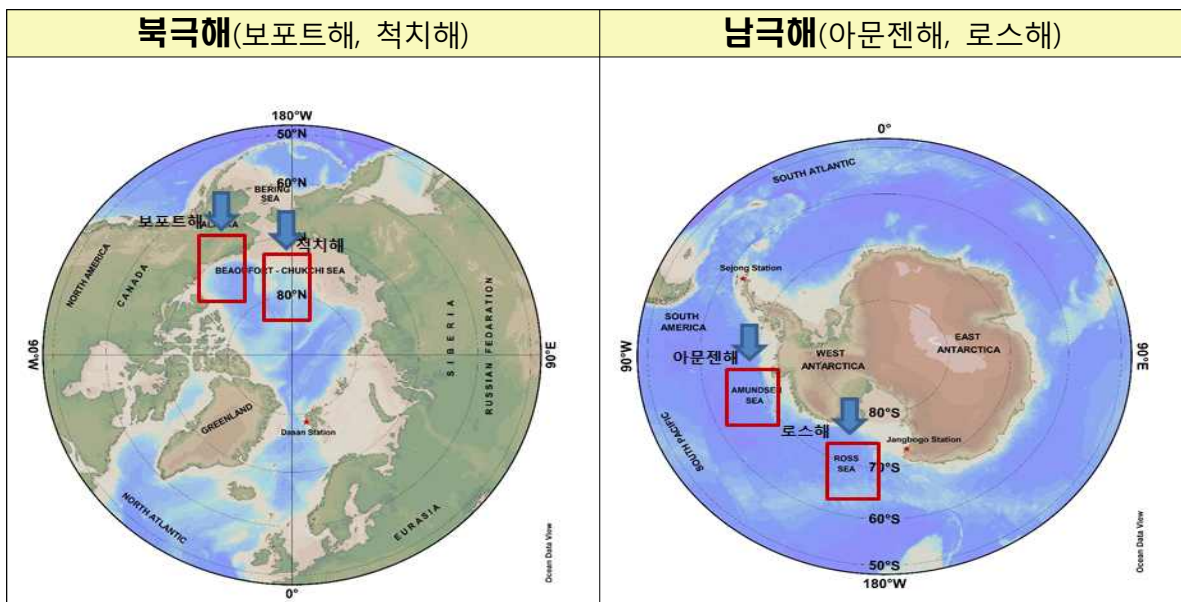 북극해(보포트해, 척치해)
남극해(아문젠해, 로스해)
180°W
50°N
60°N
BERING
SEA
보포트해
척치해
BEAUFORT - CHUKCHI SEA
80°N
NORTH AMERICA
CANADA
SIBERIA
RUSSIAN FEDARATION
90°W
90°E
GREENLAND
Dasan Station
NORTH ATLANTIC
EURASIA
0°
Ocean Data View
0°
SOUTH ATLANTIC
Sejong Station
SOUTH
AMERICA
아문젠해
WEST
ANTARCTICA
EAST
ANTARCTICA
90°W
90°E
AMUNDSEN
SEA
80°S
로스해
Jangbogo Station
ROSS
SEA
70°S
SOUTH PACIFIC
60°S
50°S
180°W
Ocean Data View